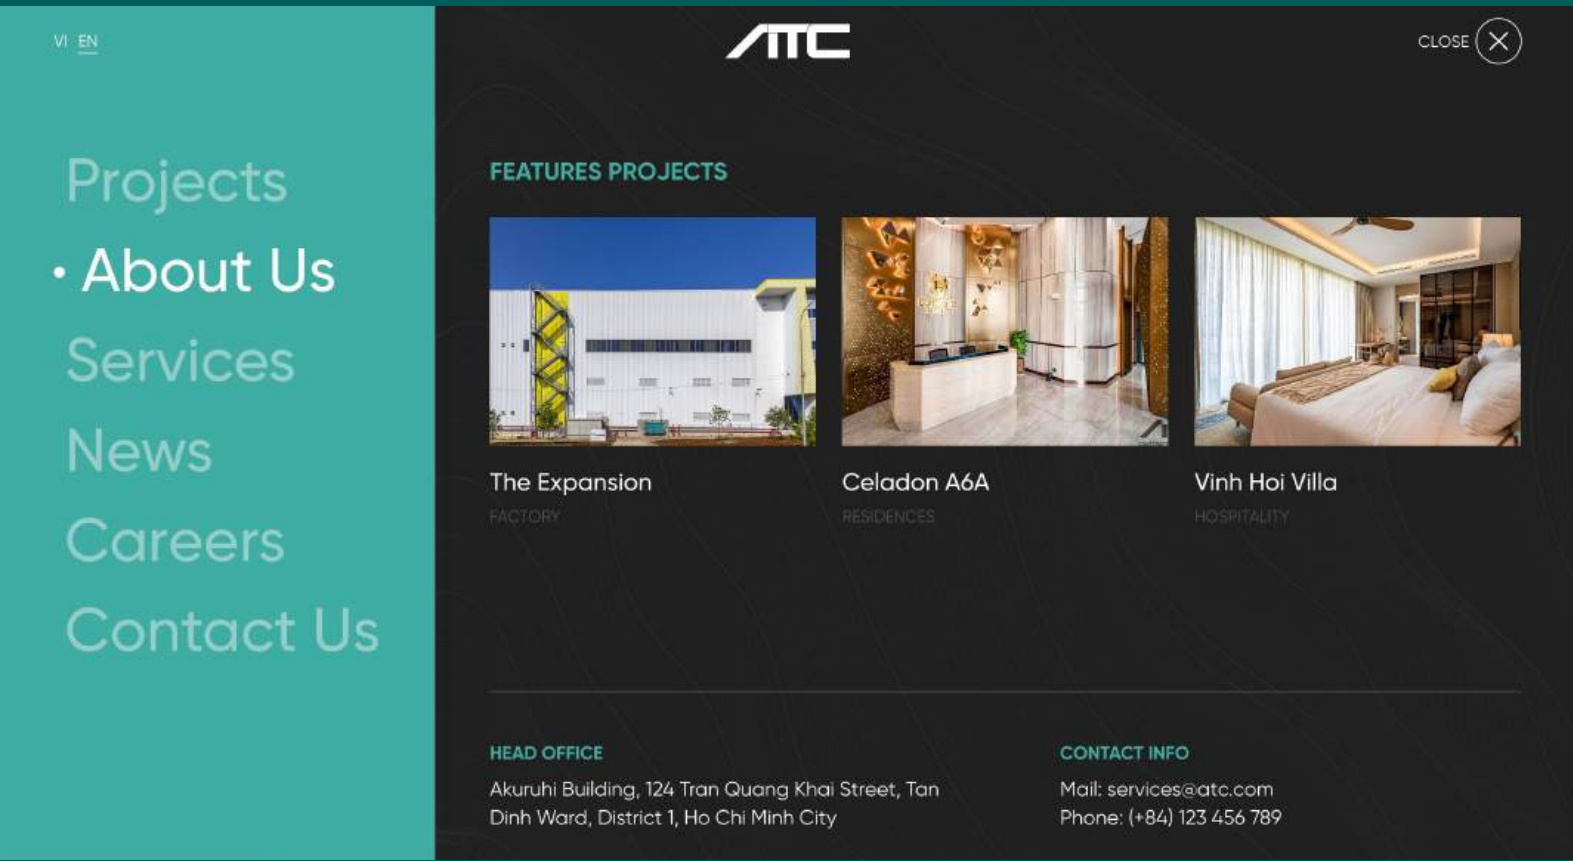 VI EN
ATC
CLOSE
Projects
• About Us
Services
News
Careers
Contact Us
FEATURES PROJECTS
The Expansion
FACTORY
Celadon A6A
RESIDENCES
Vinh Hoi Villa
HOSPITALITY
HEAD OFFICE
Akuruhi Building, 124 Tran Quang Khai Street, Tan
Dinh Ward, District 1, Ho Chi Minh City
CONTACT INFO
Mail: services@atc.com
Phone: (+84) 123 456 789